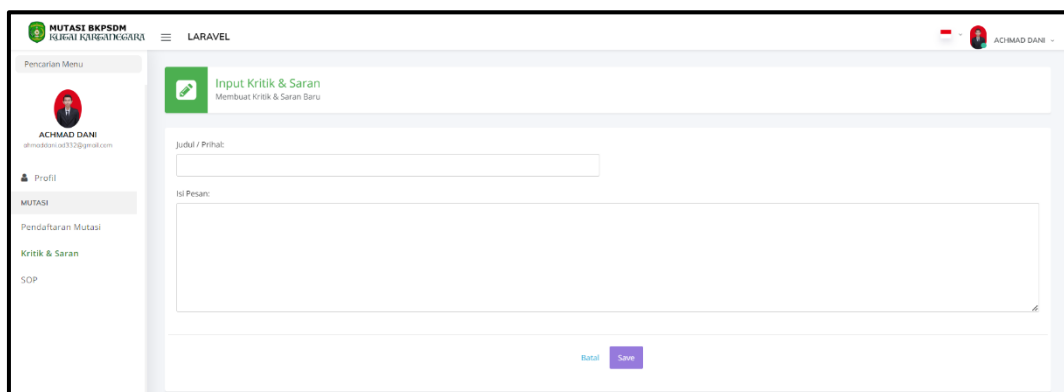 MUTASI BKPSDM
KUTAI KARTANEGARA
LARAVEL
ACHMAD DANI
Pencarian Menu
ACHMAD DANI
Profil
MUTASI
Pendaftaran Mutasi
Kritik & Saran
SOP
Input Kritik & Saran
Membuat Kritik & Saran Baru
Judul / Prihal:
Isi Pesan:
Batal
Save